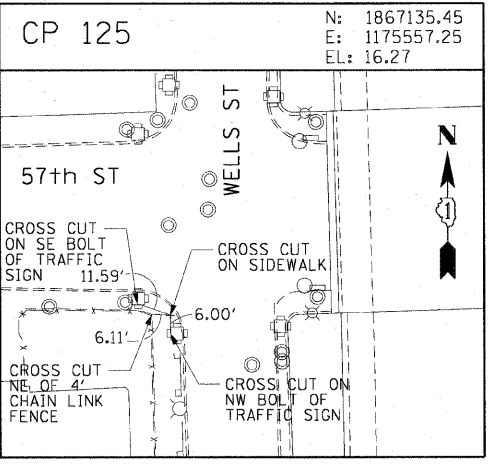 CP 125
N: 1867135.45
E: 1175557.25
EL: 16.27
WELLS ST
N
57th ST
1
CROSS CUT
ON SE BOLT
OF TRAFFIC
SIGN
11.59'
CROSS CUT
ON SIDEWALK
6.00'
6.11'
CROSS CUT
NE OF 4'
CHAIN LINK
FENCE
CROSS CUT ON
NW BOLT OF
TRAFFIC SIGN